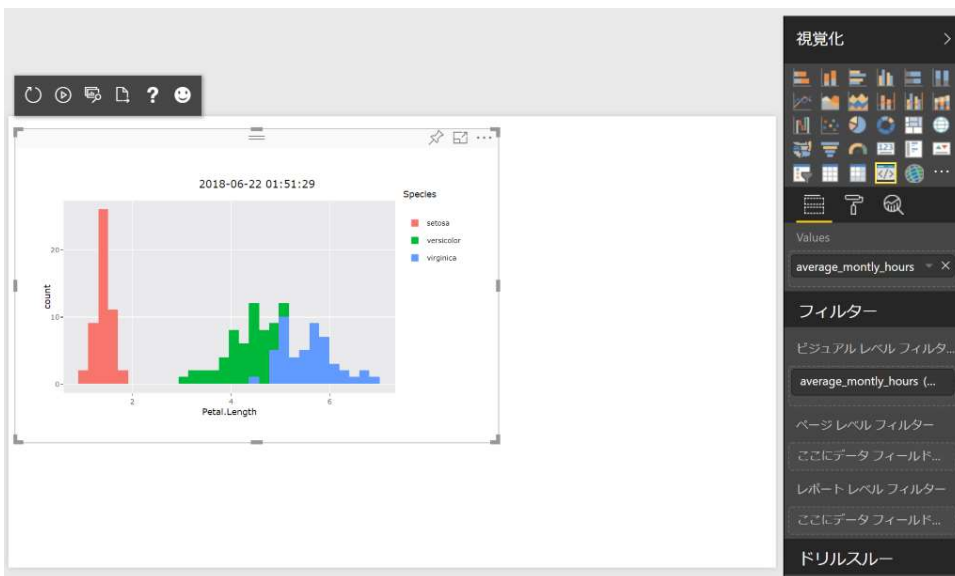 視覚化
2018-06-22 01:51:29
Species
setosa
versicolor
virginica
20
10
0
count
2
4
6
Petal.Length
123
</>
Values
average_montly_hours
フィルター
ビジュアル レベル フィルタ...
average_montly_hours (...
ページ レベル フィルター
ここにデータ フィールド...
レポート レベル フィルター
ここにデータ フィールド...
ドリルスルー